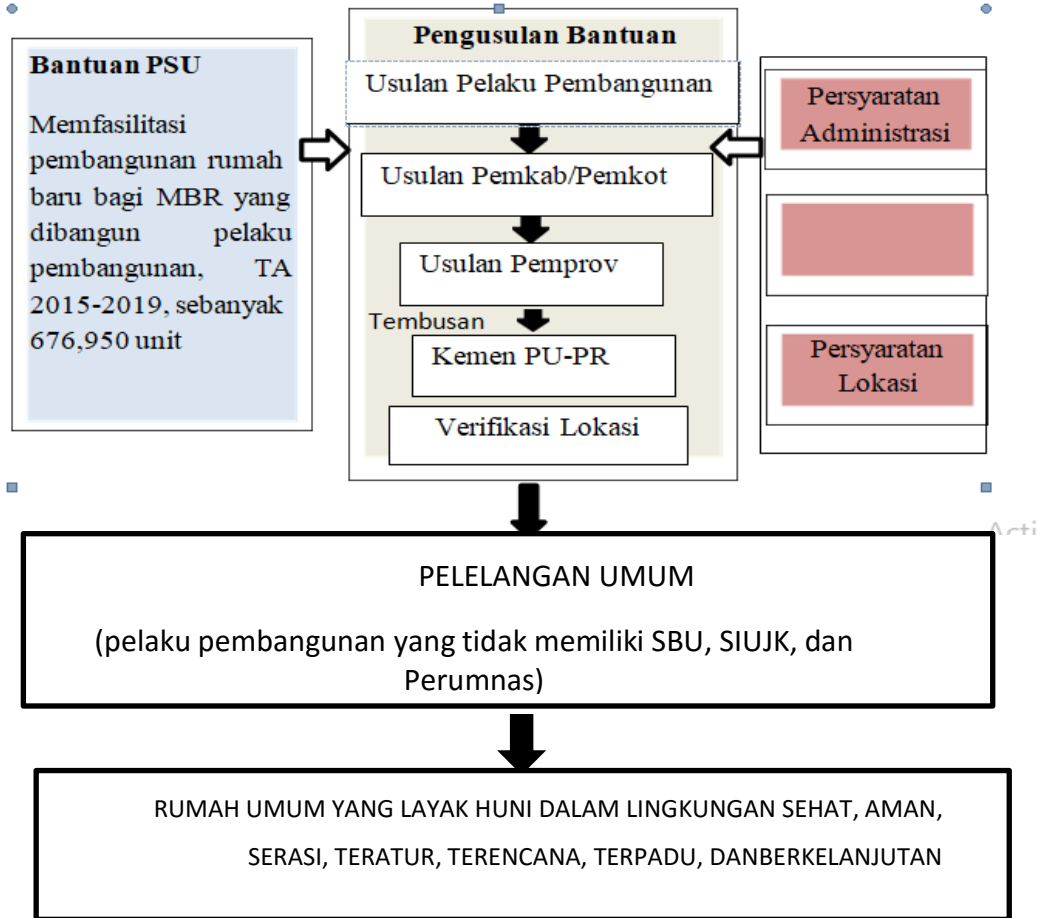 Bantuan PSU
Memfasilitasi
pembangunan rumah
baru bagi MBR yang
dibangun pelaku
pembangunan, TA
2015-2019, sebanyak
676,950 unit
Pengusulan Bantuan
Usulan Pelaku Pembangunan
Usulan Pemkab/Pemkot
Usulan Pemprov
Tembusan
Kemen PU-PR
Verifikasi Lokasi
Persyaratan
Administrasi
Persyaratan
Lokasi
PELELANGAN UMUM
(pelaku pembangunan yang tidak memiliki SBU, SIUJK, dan
Perumnas)
RUMAH UMUM YANG LAYAK HUNI DALAM LINGKUNGAN SEHAT, AMAN,
SERASI, TERATUR, TERENCANA, TERPADU, DANBERKELANJUTAN